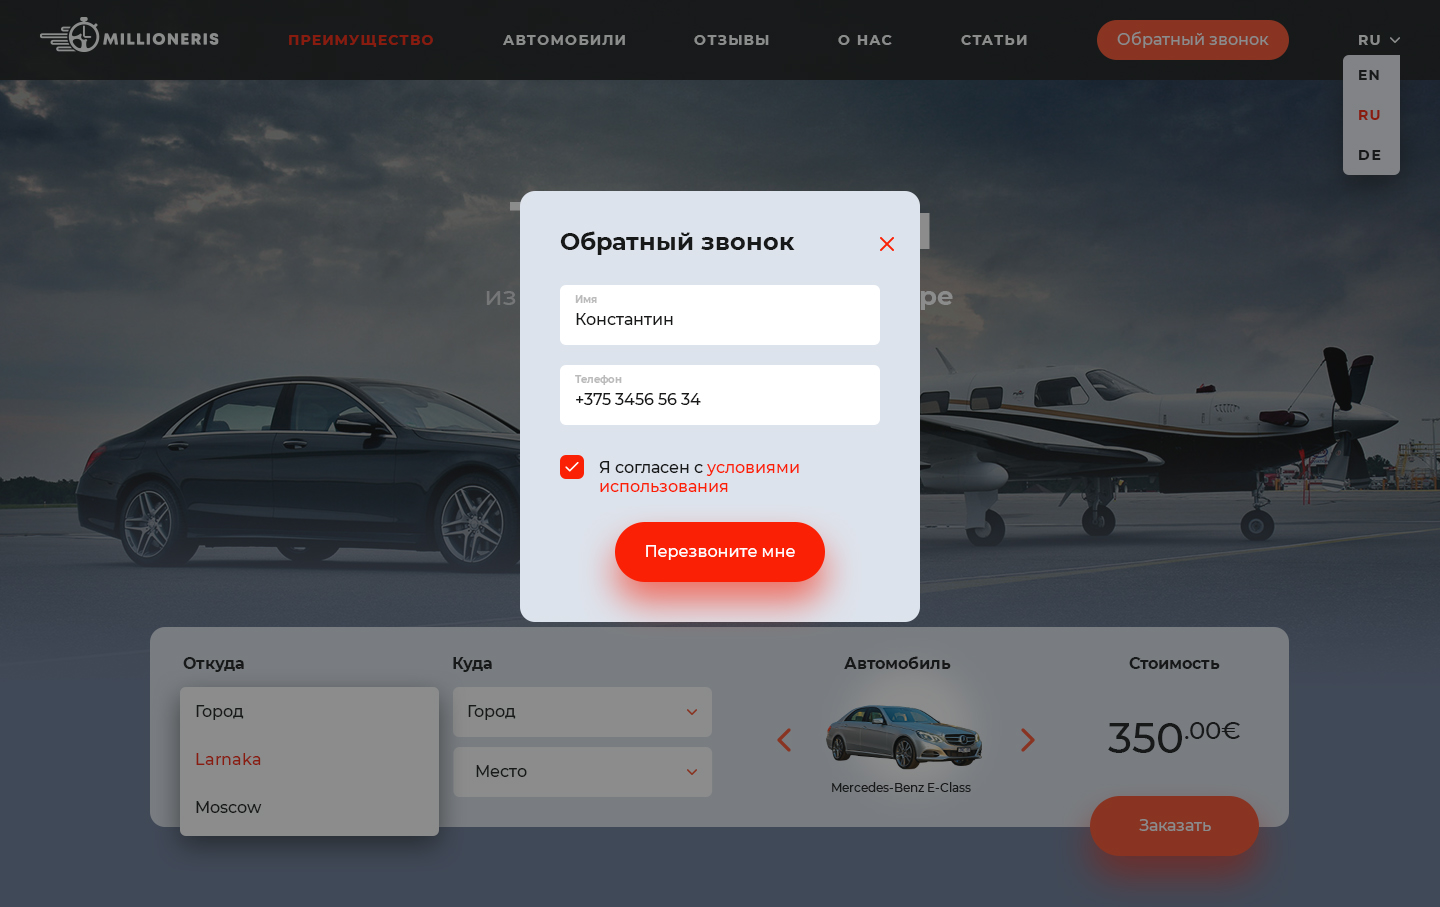 MILLIONERIS
ПРЕИМУЩЕСТВО
АВТОМОБИЛИ
ОТЗЫВЫ
О НАС
СТАТЬИ
Обратный звонок
RU
EN
RU
DE
Обратный звонок
Имя
Константин
Телефон
+375 3456 56 34
Я согласен с условиями
использования
Перезвоните мне
из
Откуда
Куда
Автомобиль
Стоимость
Город
Larnaka
Moscow
Город
Место
Mercedes-Benz E-Class
350.00€
Заказать